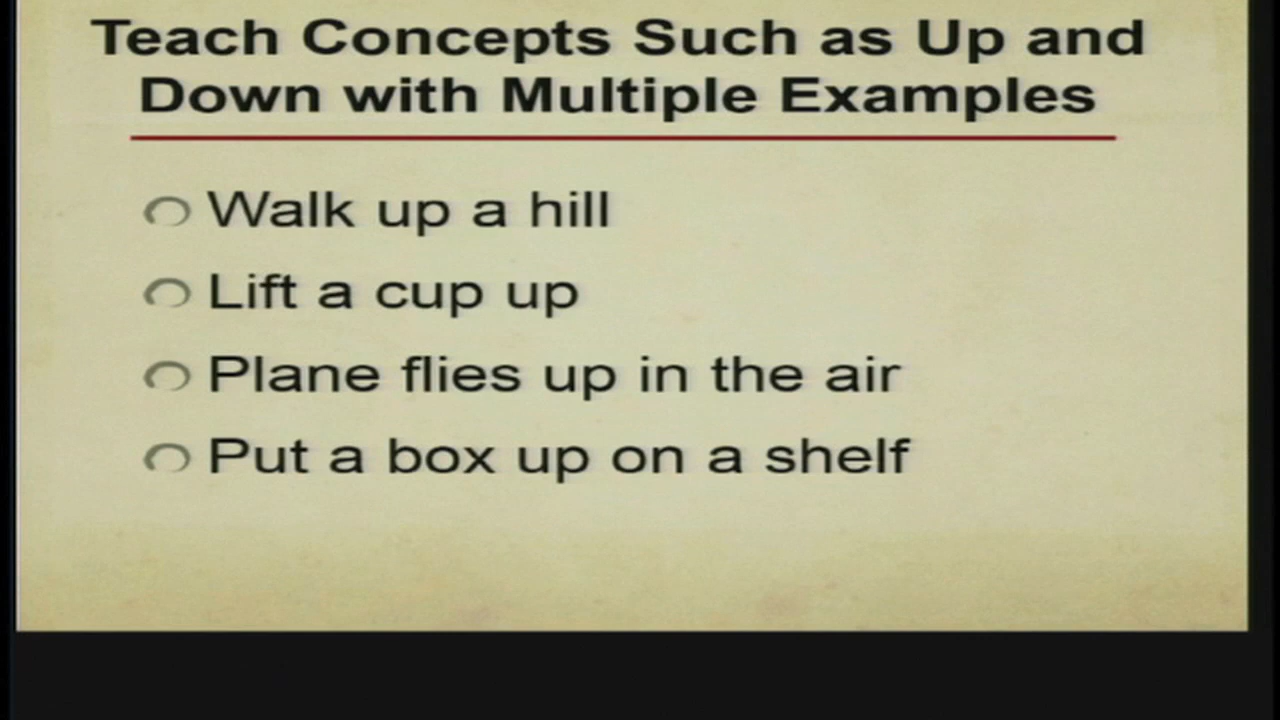 Teach Concepts Such as Up and
Down with Multiple Examples
Walk up a hill
Lift a cup up
Plane flies up in the air
Put a box up on a shelf